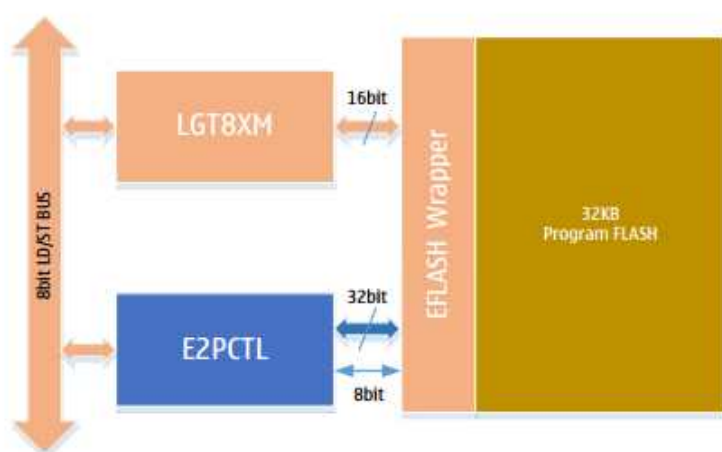 8bit LD/ST BUS
LGT8XM
16bit
EFLASH Wrapper
32KB
Program FLASH
E2PCTL
32bit
8bit